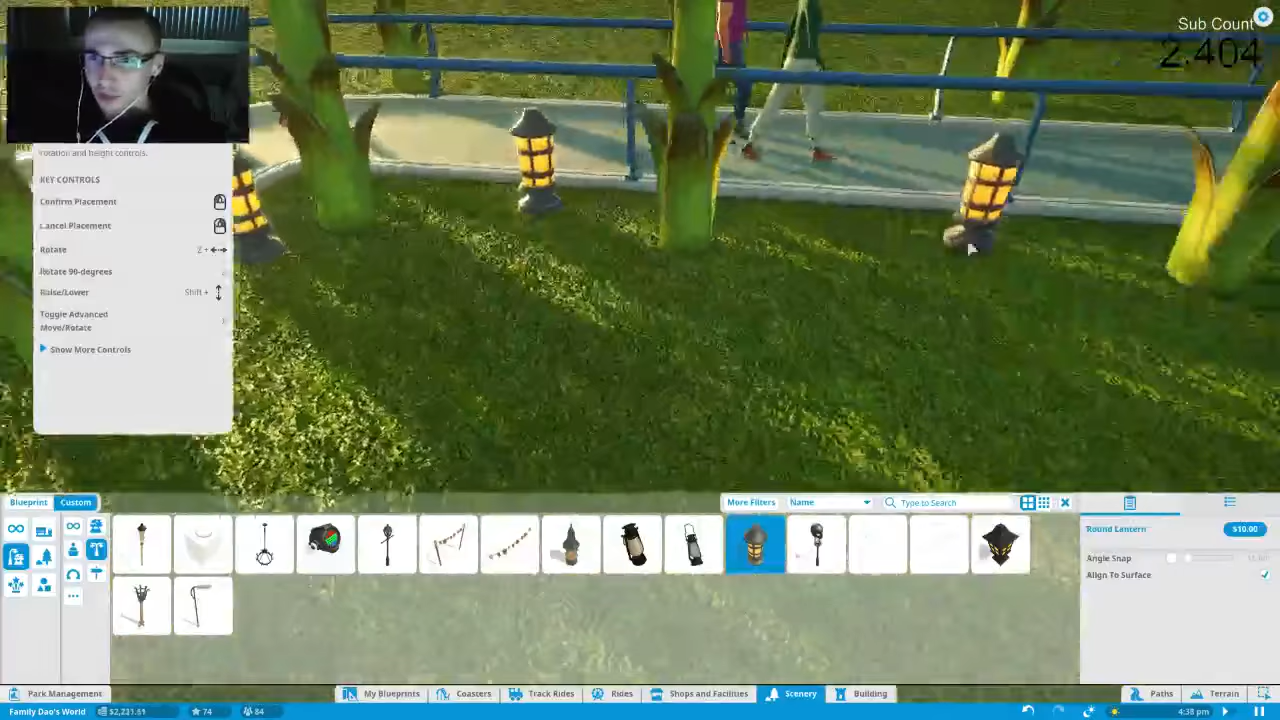 Sub Count
2.404
rotation and height controls.
KEY CONTROLS
Confirm Placement
Cancel Placement
Rotate Z +
Rotate 90-degrees
Raise/Lower Shift +
Toggle Advanced
Move/Rotate
Show More Controls
Blueprint Custom More Filters Name Type to Search
Round Lantern $10.00
Angle Snap
Align To Surface
Park Management My Blueprints Coasters Track Rides Rides Shops and Facilities Scenery Building Paths Terrain
Family Dao's World 74 84 4:38 pm